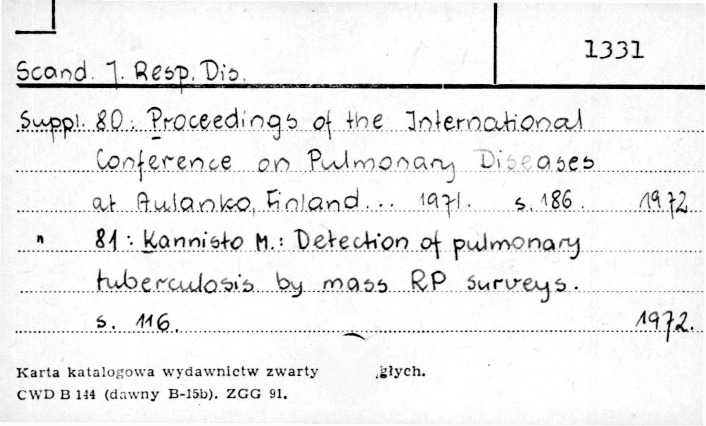 1331
Scand. J. Resp. Dis.
Suppl. 80: Proceedings of the International
Conference on Pulmonary Diseases
at Aulanko, Finland... 1971. s. 186. 1972
" 81: Kannisto M.: Detection of pulmonary
tuberculosis by mass RP surveys.
s. 116. 1972.
Karta katalogowa wydawnictw zwarty głych.
CWD B 144 (dawny B-15b). ZGG 91.